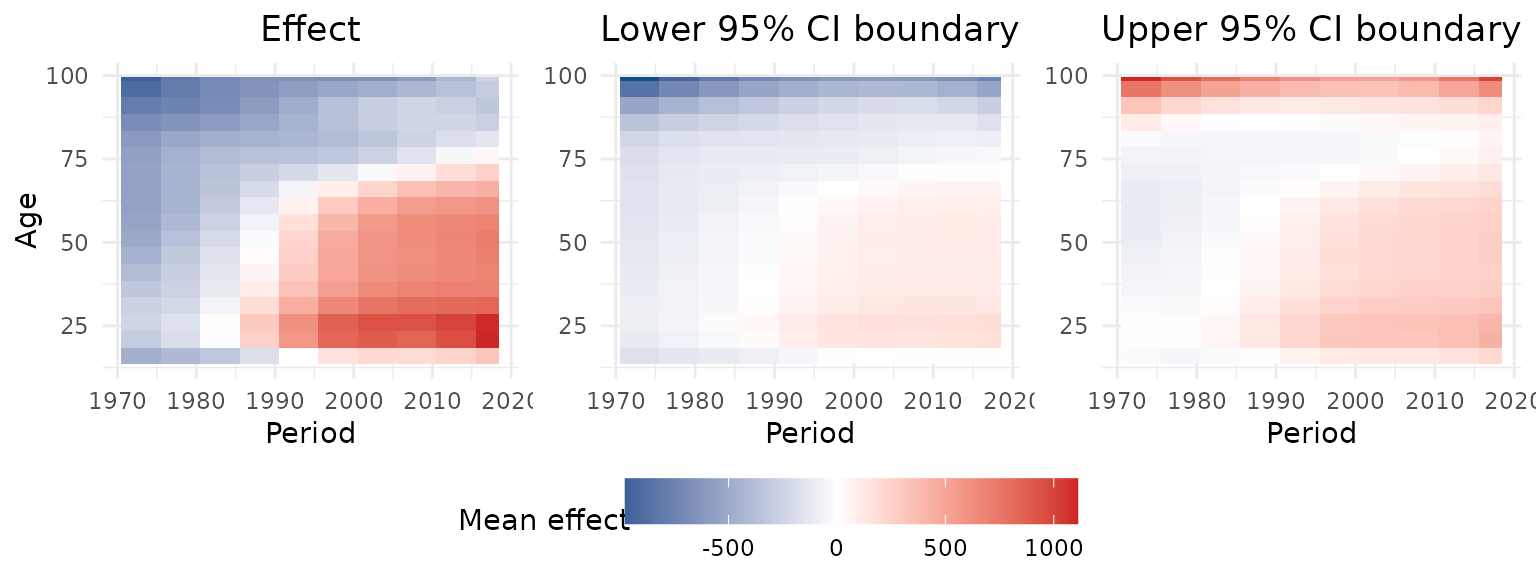 Effect Lower 95% CI boundary Upper 95% CI boundary
100 100 100
75 75 75
Age
50 50 50
25 25 25
1970 1980 1990 2000 2010 202 1970 1980 1990 2000 2010 202 1970 1980 1990 2000 2010 2020
Period Period Period
Mean effect
-500 0 500 1000